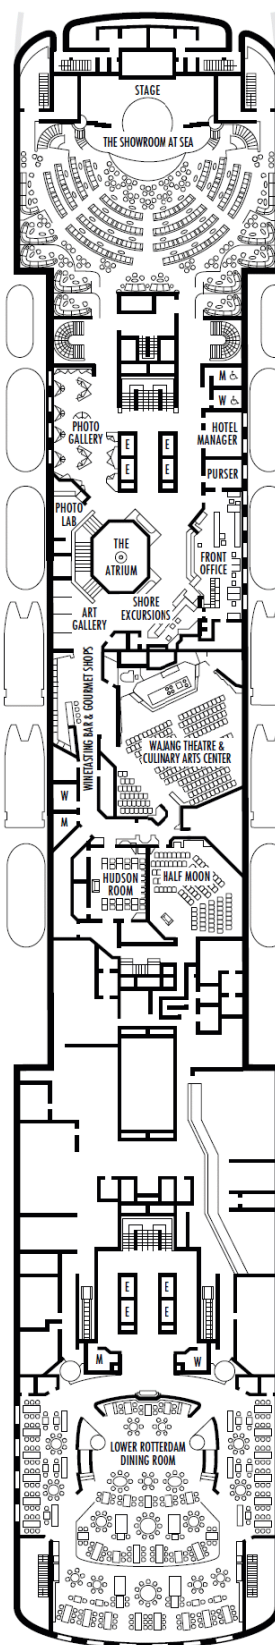 STAGE
THE SHOWROOM AT SEA
M ♿
W ♿
PHOTO
GALLERY
E E
E E
HOTEL
MANAGER
PURSER
PHOTO
LAB
THE
ATRIUM
FRONT
OFFICE
ART
GALLERY
SHORE
EXCURSIONS
WINETASTING BAR & GOURMET SHOPS
WAJANG THEATRE &
CULINARY ARTS CENTER
W
M
HUDSON
ROOM
HALF MOON
E E
E E
M W
LOWER ROTTERDAM
DINING ROOM